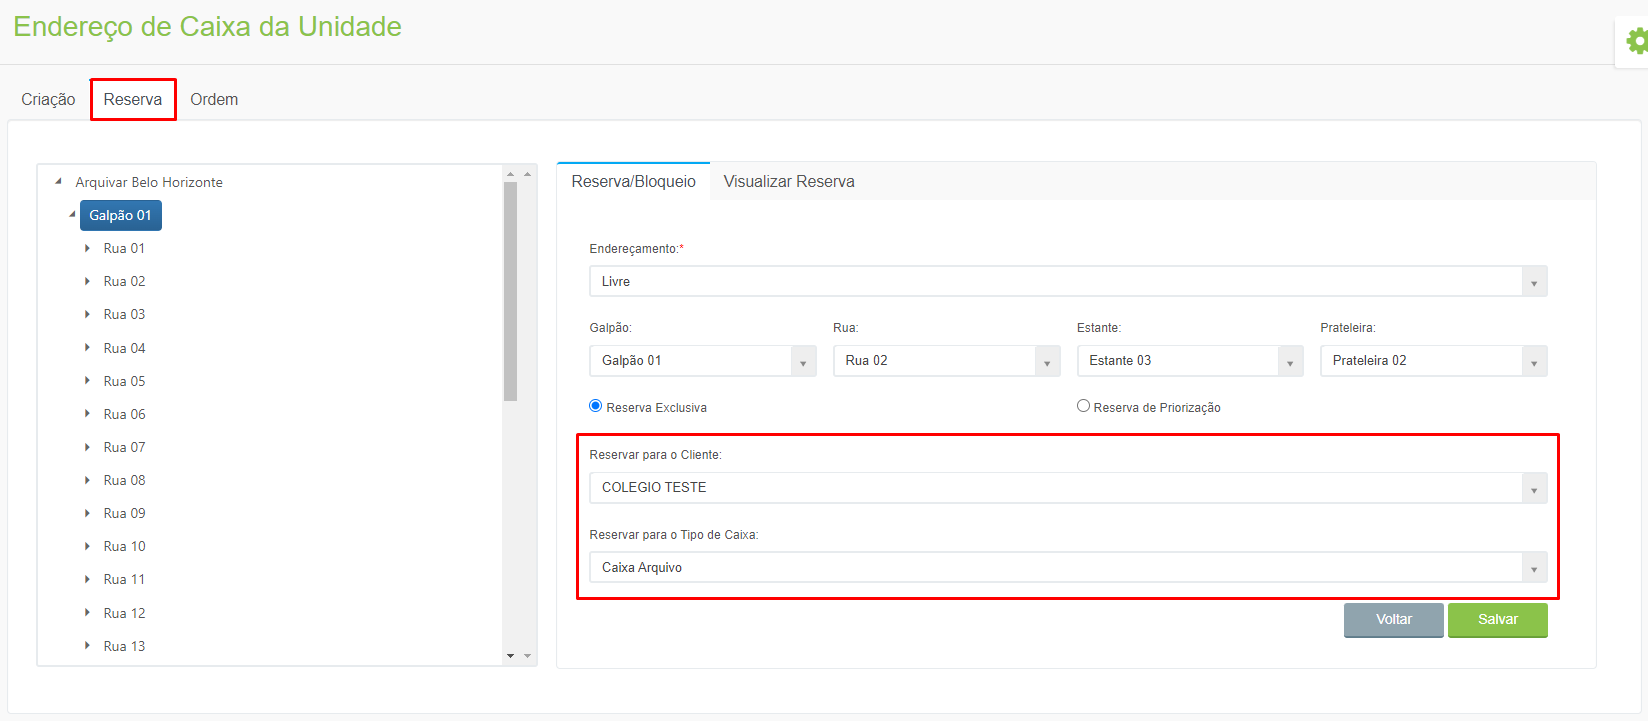 Endereço de Caixa da Unidade
Criação Reserva Ordem
Arquivar Belo Horizonte
Galpão 01
Rua 01
Rua 02
Rua 03
Rua 04
Rua 05
Rua 06
Rua 07
Rua 08
Rua 09
Rua 10
Rua 11
Rua 12
Rua 13
Reserva/Bloqueio Visualizar Reserva
Endereçamento:*
Livre
Galpão: Rua: Estante: Prateleira:
Galpão 01 Rua 02 Estante 03 Prateleira 02
Reserva Exclusiva Reserva de Priorização
Reservar para o Cliente:
COLEGIO TESTE
Reservar para o Tipo de Caixa:
Caixa Arquivo
Voltar Salvar